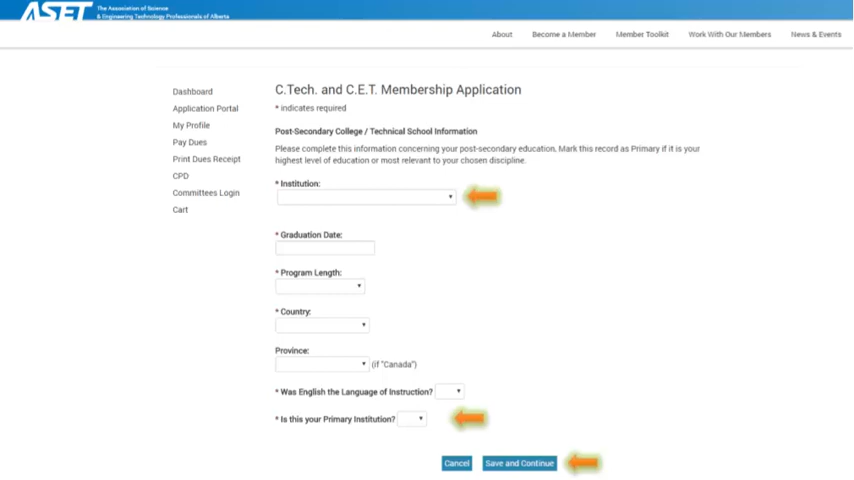 ASET
The Association of Science
& Engineering Technology Professionals of Alberta
About Become a Member Member Toolkit Work With Our Members News & Events
Dashboard
Application Portal
My Profile
Pay Dues
Print Dues Receipt
CPD
Committees Login
Cart
C.Tech. and C.E.T. Membership Application
* indicates required
Post-Secondary College / Technical School Information
Please complete this information concerning your post-secondary education, Mark this record as Primary if it is your
highest level of education or most relevant to your chosen discipline.
* Institution:
* Graduation Date:
* Program Length:
* Country:
Province:
(if "Canada")
* Was English the Language of Instruction?
* Is this your Primary Institution?
Cancel Save and Continue